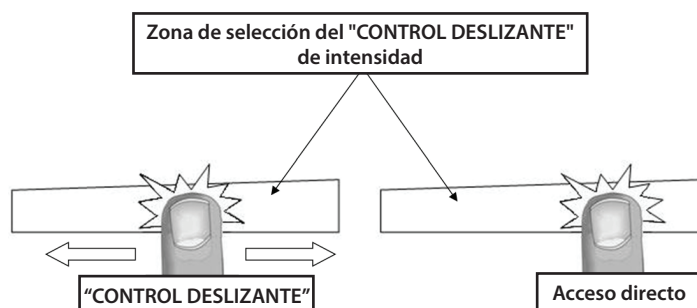 Zona de selección del "CONTROL DESLIZANTE"
de intensidad
“CONTROL DESLIZANTE”
Acceso directo